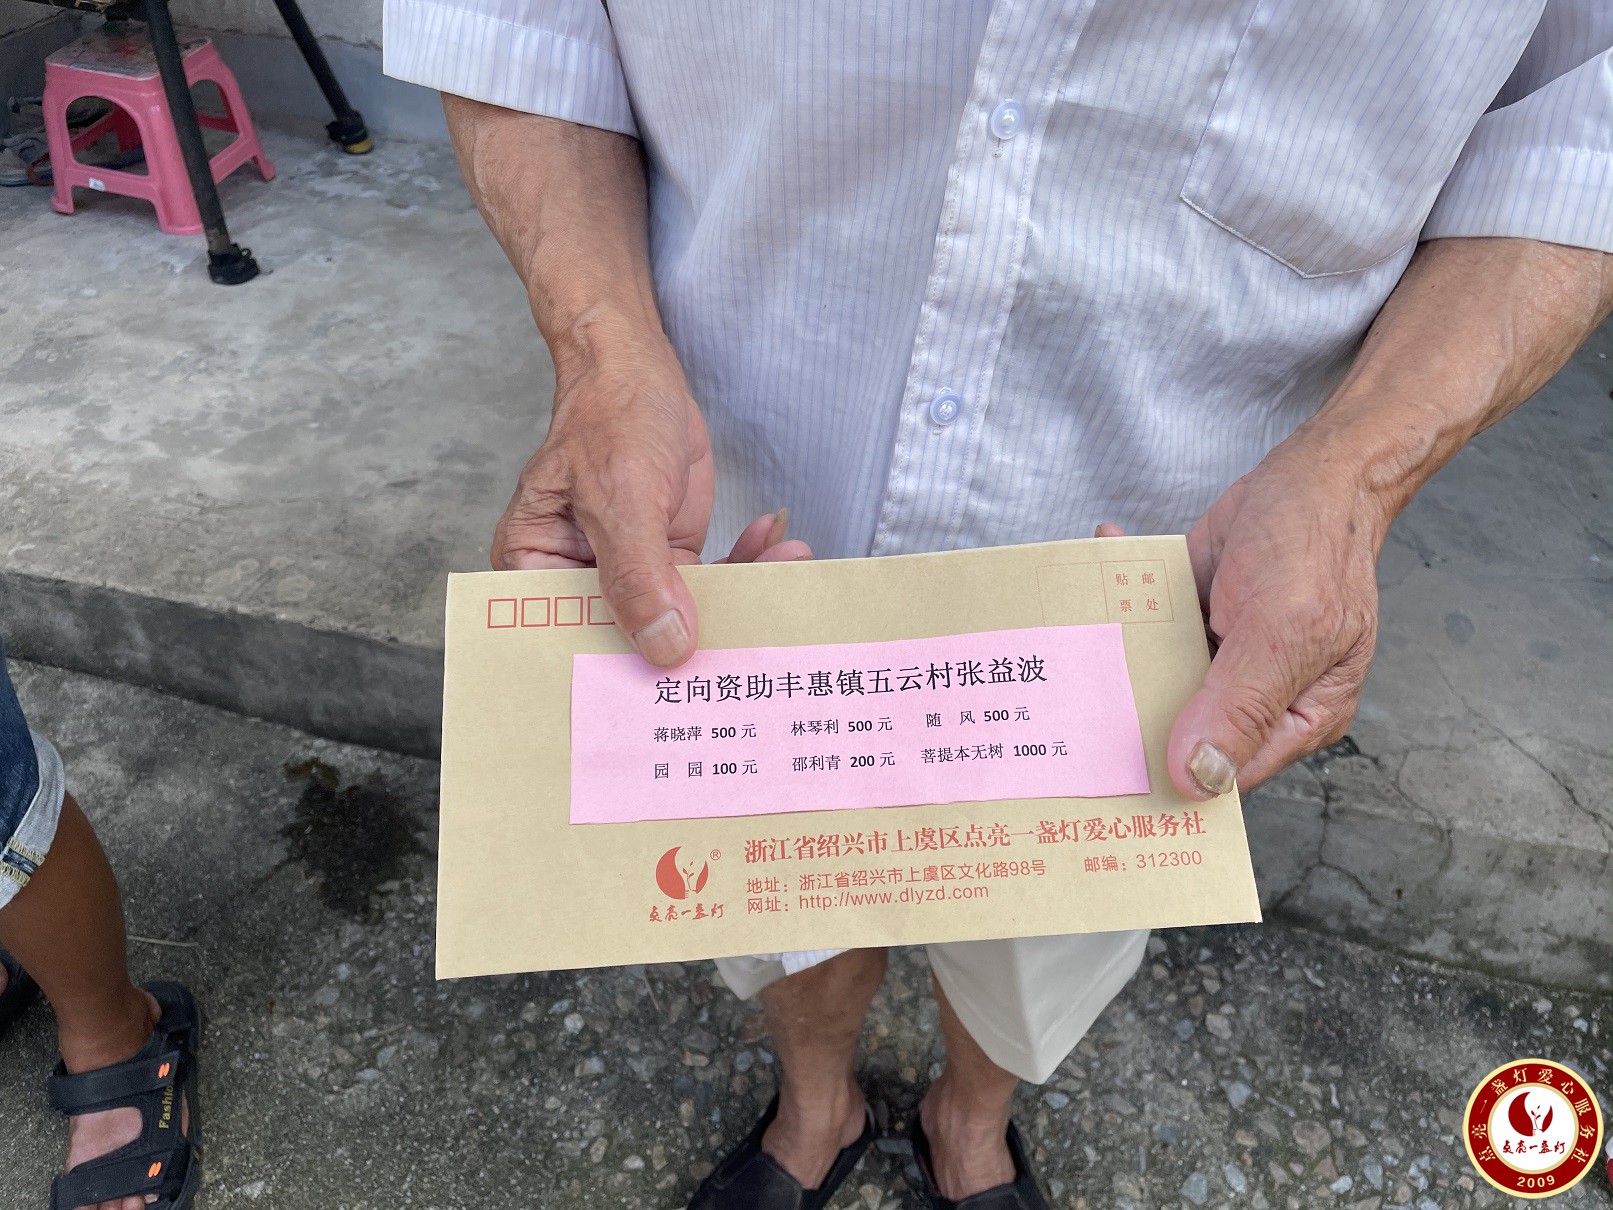 贴 邮
票 处
定向资助丰惠镇五云村张益波
蒋晓萍 500 元 林琴利 500 元 随 风 500 元
园 园 100 元 邵利青 200 元 菩提本无树 1000 元
浙江省绍兴市上虞区点亮一盏灯爱心服务社
地址：浙江省绍兴市上虞区文化路98号 邮编：312300
网址：http://www.dlyzd.com
®
点亮一盏灯
Fashion
点亮一盏灯爱心服务社
点亮一盏灯
2009